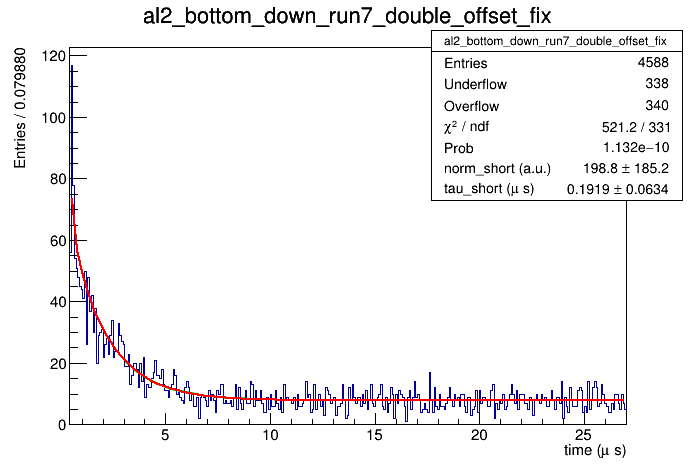 al2_bottom_down_run7_double_offset_fix
al2_bottom_down_run7_double_offset_fix
Entries 4588
Underflow 338
Overflow 340
χ² / ndf 521.2 / 331
Prob 1.132e−10
norm_short (a.u.) 198.8 ± 185.2
tau_short (μ s) 0.1919 ± 0.0634
Entries / 0.079880
120
100
80
60
40
20
0
5 10 15 20 25
time (μ s)